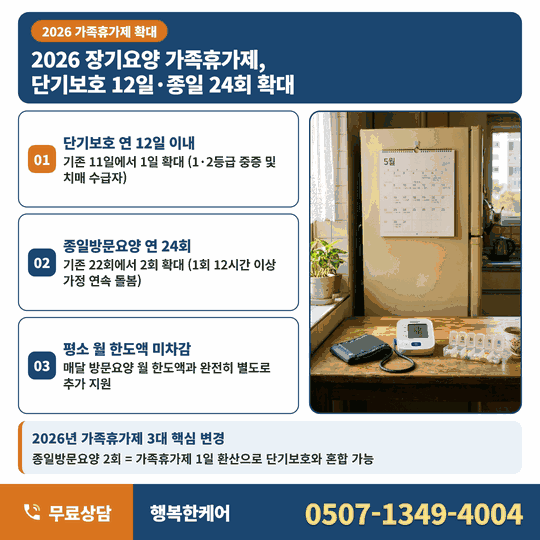 2026 가족휴가제 확대
2026 장기요양 가족휴가제,
단기보호 12일·종일 24회 확대
01
단기보호 연 12일 이내
기존 11일에서 1일 확대 (1·2등급 중증 및
치매 수급자)
02
종일방문요양 연 24회
기존 22회에서 2회 확대 (1회 12시간 이상
가정 연속 돌봄)
03
평소 월 한도액 미차감
매달 방문요양 월 한도액과 완전히 별도로
추가 지원
5월
2026년 가족휴가제 3대 핵심 변경
종일방문요양 2회 = 가족휴가제 1일 환산으로 단기보호와 혼합 가능
무료상담
행복한케어
0507-1349-4004